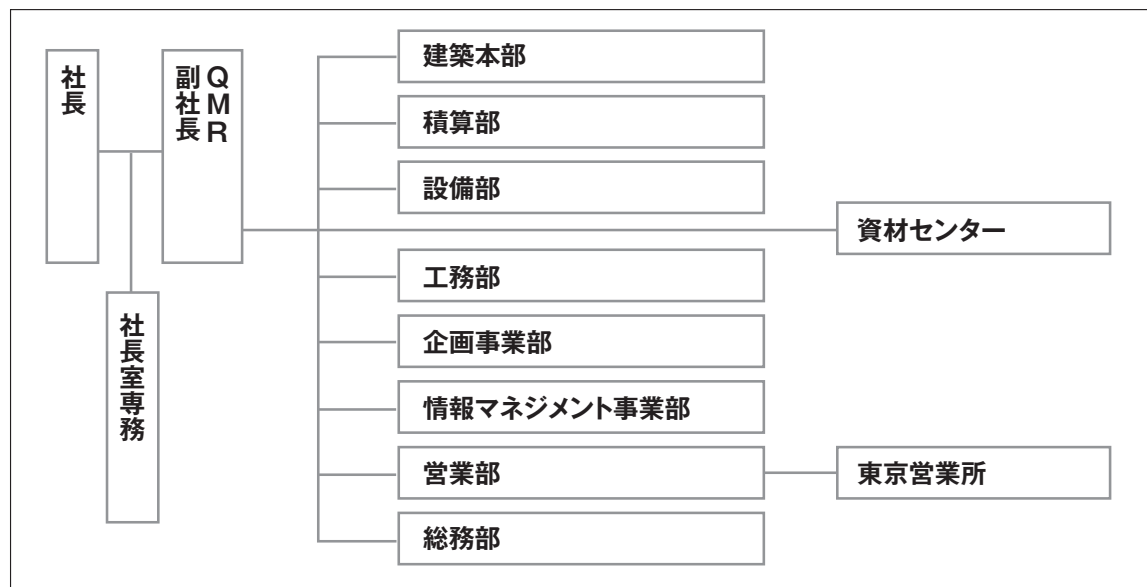 社長
QMR
副社長
社長室専務
建築本部
積算部
設備部
資材センター
工務部
企画事業部
情報マネジメント事業部
営業部
東京営業所
総務部